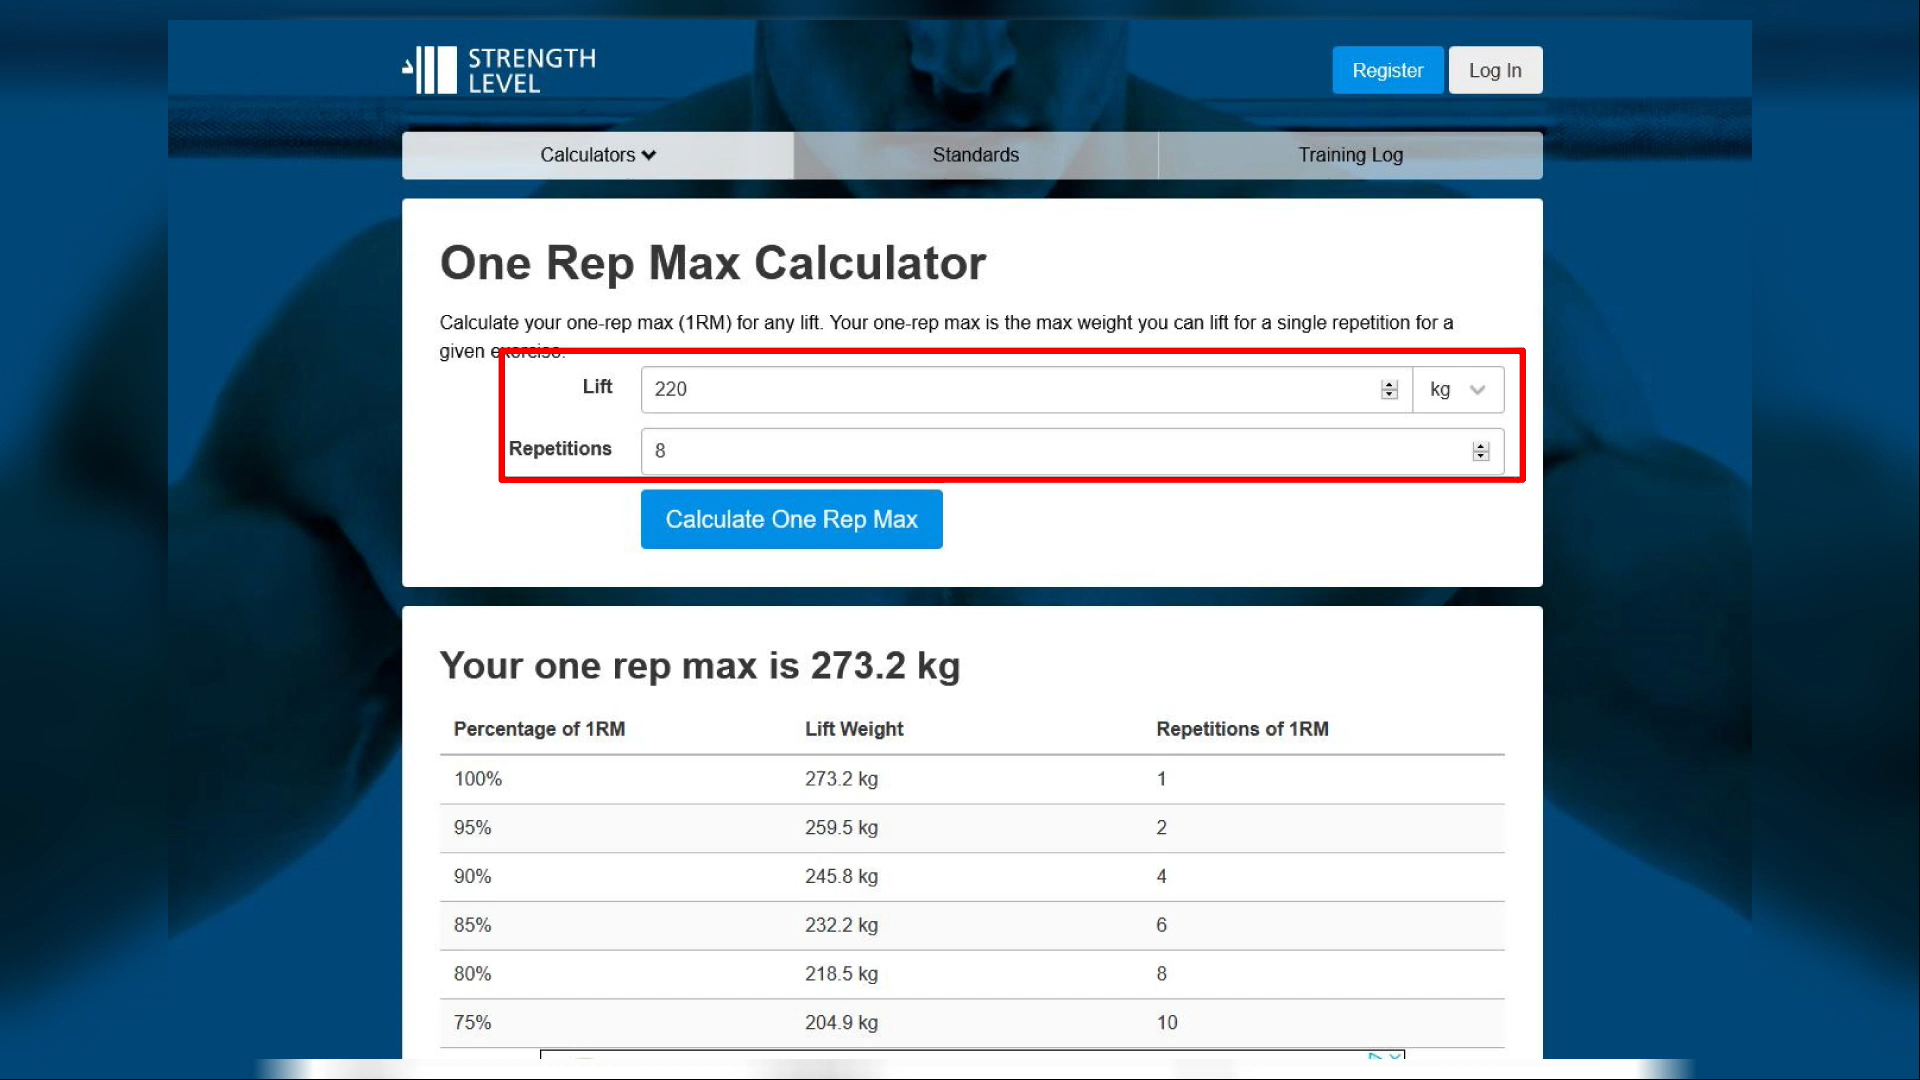 STRENGTH
LEVEL
Register
Log In
Calculators
Standards
Training Log
One Rep Max Calculator
Calculate your one-rep max (1RM) for any lift. Your one-rep max is the max weight you can lift for a single repetition for a
given exercise.
Lift
220
kg
Repetitions
8
Calculate One Rep Max
Your one rep max is 273.2 kg
Percentage of 1RM Lift Weight Repetitions of 1RM
100% 273.2 kg 1
95% 259.5 kg 2
90% 245.8 kg 4
85% 232.2 kg 6
80% 218.5 kg 8
75% 204.9 kg 10